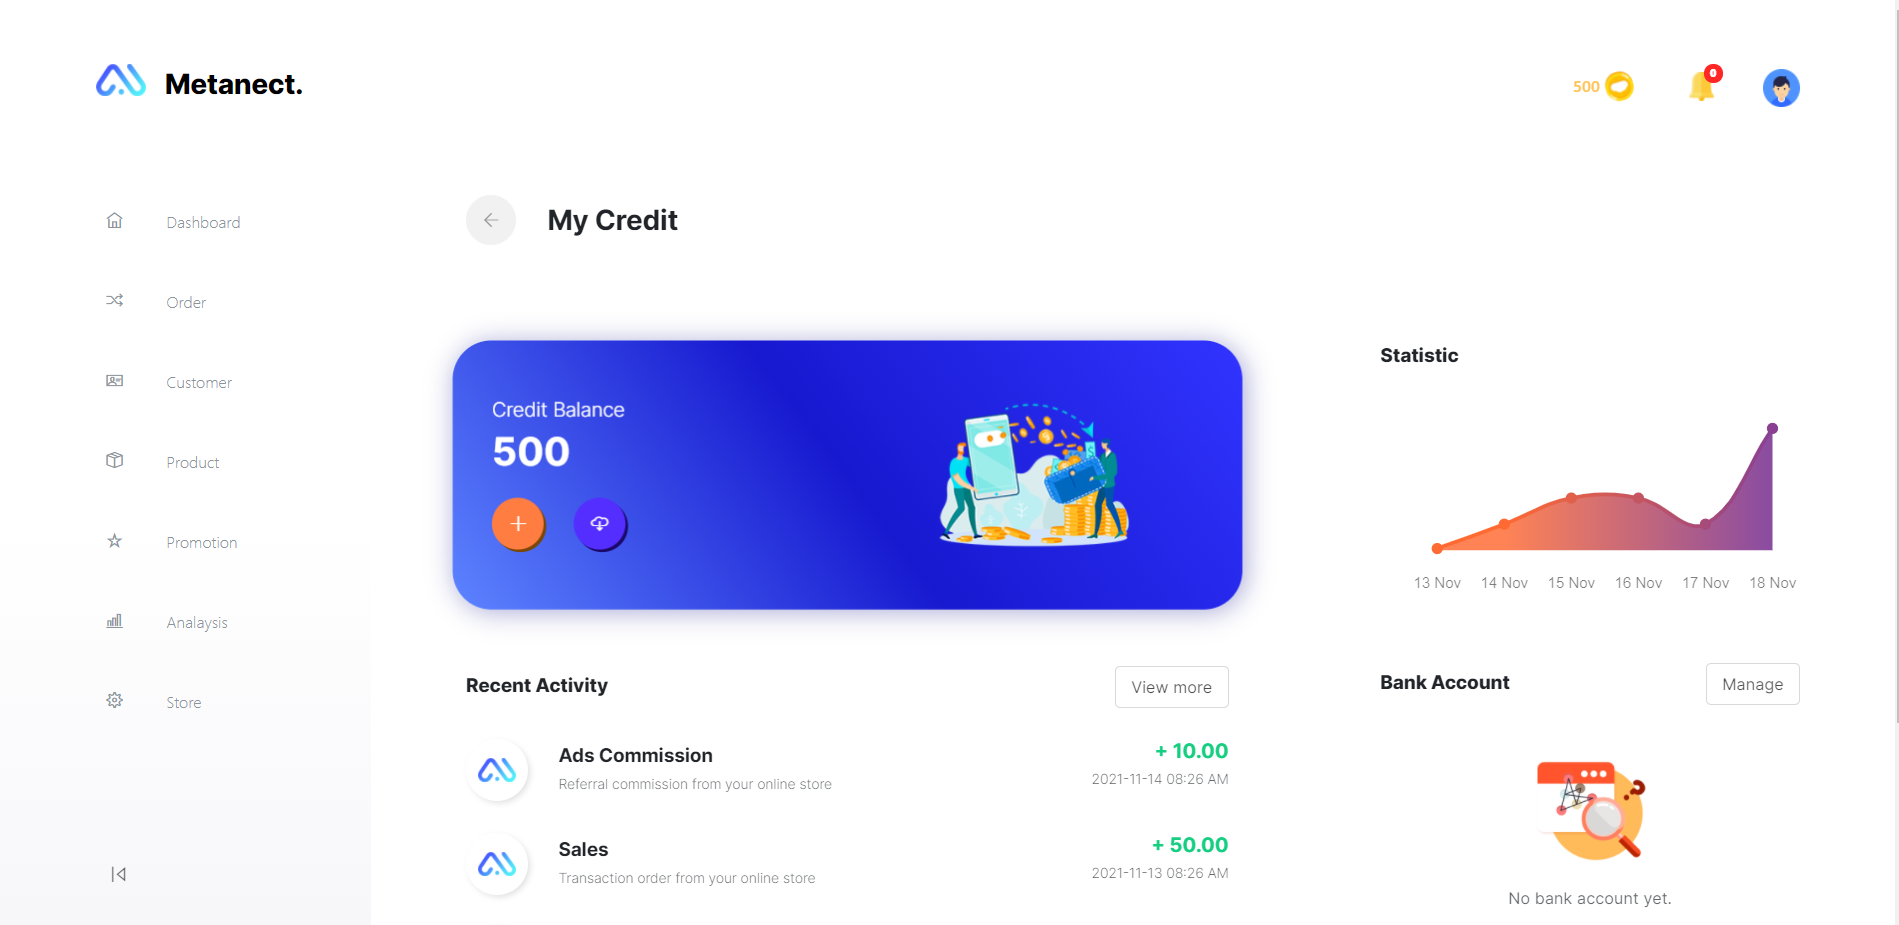 Metanect.
500
0
Dashboard
Order
Customer
Product
Promotion
Analaysis
Store
My Credit
Credit Balance
500
Statistic
13 Nov 14 Nov 15 Nov 16 Nov 17 Nov 18 Nov
Recent Activity
View more
Ads Commission
+ 10.00
Referral commission from your online store
2021-11-14 08:26 AM
Sales
+ 50.00
Transaction order from your online store
2021-11-13 08:26 AM
Bank Account
Manage
No bank account yet.